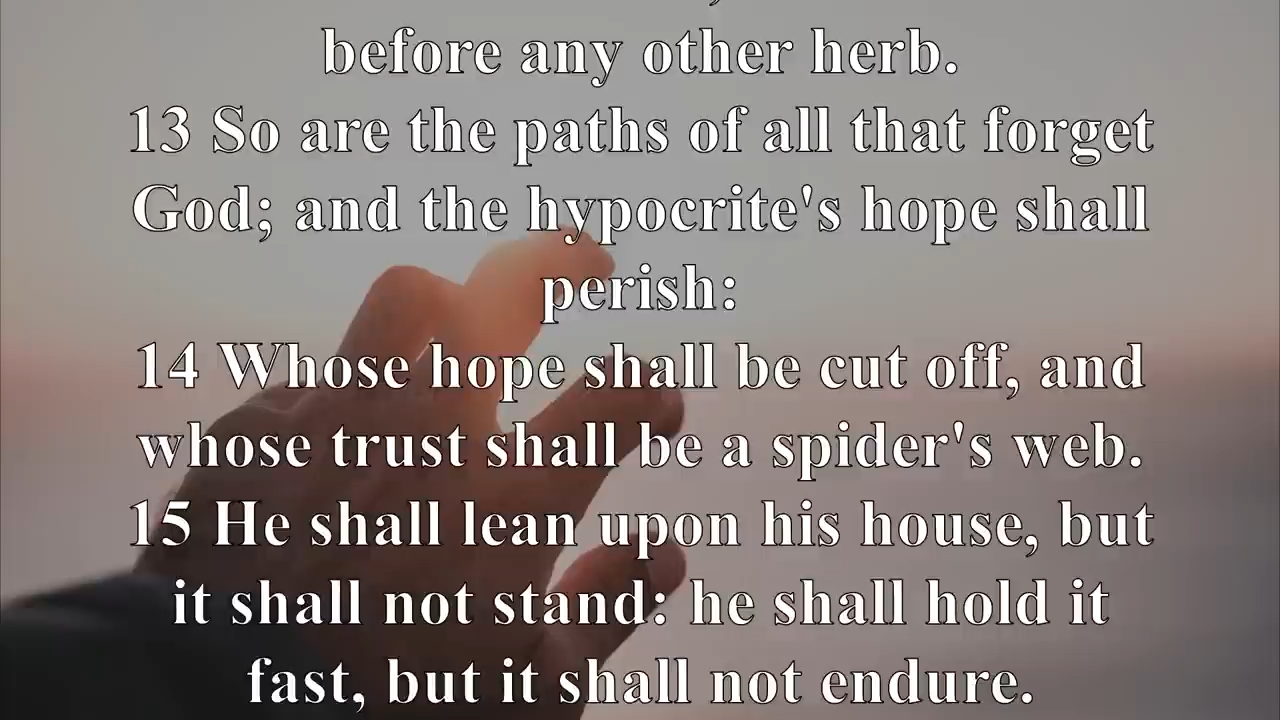 before any other herb.
13 So are the paths of all that forget
God; and the hypocrite's hope shall
perish:
14 Whose hope shall be cut off, and
whose trust shall be a spider's web.
15 He shall lean upon his house, but
it shall not stand: he shall hold it
fast, but it shall not endure.